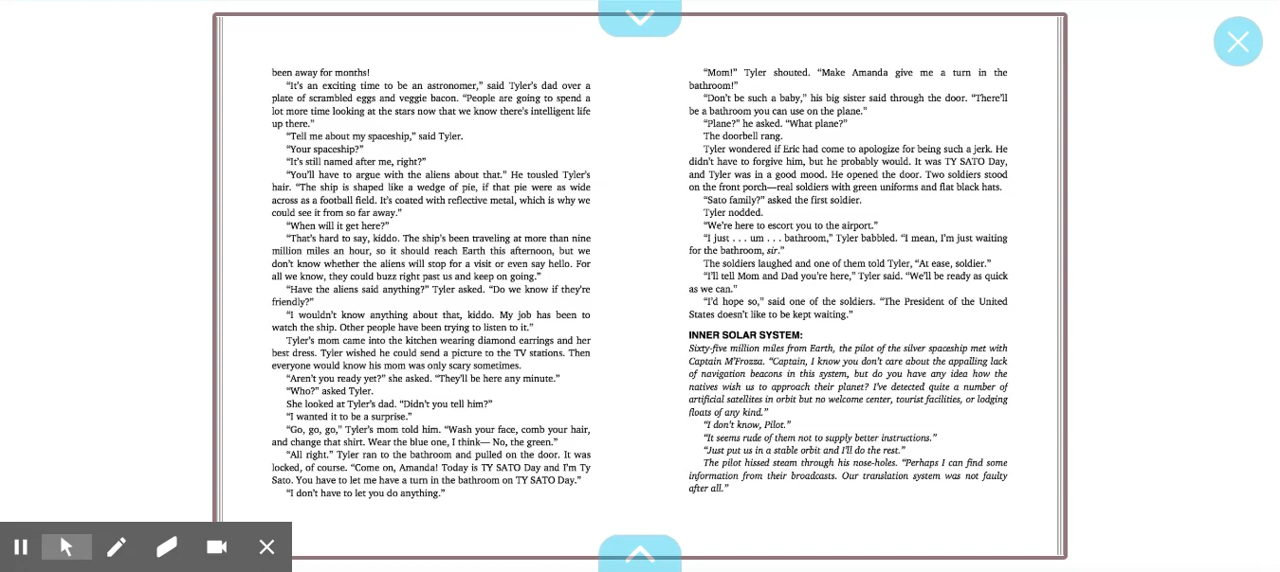 been away for months!
“It’s an exciting time to be an astronomer,” said Tyler’s dad over a
plate of scrambled eggs and veggie bacon. “People are going to spend a
lot more time looking at the stars now that we know there’s intelligent life
up there.”
“Tell me about my spaceship,” said Tyler.
“Your spaceship?”
“It’s still named after me, right?”
“You’ll have to argue with the aliens about that.” He tousled Tyler’s
hair. “The ship is shaped like a wedge of pie, if that pie were as wide
across as a football field. It’s coated with reflective metal, which is why we
could see it from so far away.”
“When will it get here?”
“That’s hard to say, kiddo. The ship’s been traveling at more than nine
million miles an hour, so it should reach Earth this afternoon, but we
don’t know whether the aliens will stop for a visit or even say hello. For
all we know, they could buzz right past us and keep on going.”
“Have the aliens said anything?” Tyler asked. “Do we know if they’re
friendly?”
“I wouldn’t know anything about that, kiddo. My job has been to
watch the ship. Other people have been trying to listen to it.”
Tyler’s mom came into the kitchen wearing diamond earrings and her
best dress. Tyler wished he could send a picture to the TV stations. Then
everyone would know his mom was only scary sometimes.
“Aren’t you ready yet?” she asked. “They’ll be here any minute.”
“Who?” asked Tyler.
She looked at Tyler’s dad. “Didn’t you tell him?”
“I wanted it to be a surprise.”
“Go, go, go,” Tyler’s mom told him. “Wash your face, comb your hair,
and change that shirt. Wear the blue one, I think— No, the green.”
“All right.” Tyler ran to the bathroom and pulled on the door. It was
locked, of course. “Come on, Amanda! Today is TY SATO Day and I’m Ty
Sato. You have to let me have a turn in the bathroom on TY SATO Day.”
“I don’t have to let you do anything.”
“Mom!” Tyler shouted. “Make Amanda give me a turn in the
bathroom!”
“Don’t be such a baby,” his big sister said through the door. “There’ll
be a bathroom you can use on the plane.”
“Plane?” he asked. “What plane?”
The doorbell rang.
Tyler wondered if Eric had come to apologize for being such a jerk. He
didn’t have to forgive him, but he probably would. It was TY SATO Day,
and Tyler was in a good mood. He opened the door. Two soldiers stood
on the front porch—real soldiers with green uniforms and flat black hats.
“Sato family?” asked the first soldier.
Tyler nodded.
“We’re here to escort you to the airport.”
“I just . . . um . . . bathroom,” Tyler babbled. “I mean, I’m just waiting
for the bathroom, sir.”
The soldiers laughed and one of them told Tyler, “At ease, soldier.”
“I’ll tell Mom and Dad you’re here,” Tyler said. “We’ll be ready as quick
as we can.”
“I’d hope so,” said one of the soldiers. “The President of the United
States doesn’t like to be kept waiting.”
INNER SOLAR SYSTEM:
Sixty-five million miles from Earth, the pilot of the silver spaceship met with
Captain M’Frozza. “Captain, I know you don’t care about the appalling lack
of navigation beacons in this system, but do you have any idea how the
natives wish us to approach their planet? I’ve detected quite a number of
artificial satellites in orbit but no welcome center, tourist facilities, or lodging
floats of any kind.”
“I don’t know, Pilot.”
“It seems rude of them not to supply better instructions.”
“Just put us in a stable orbit and I’ll do the rest.”
The pilot hissed steam through his nose-holes. “Perhaps I can find some
information from their broadcasts. Our translation system was not faulty
after all.”